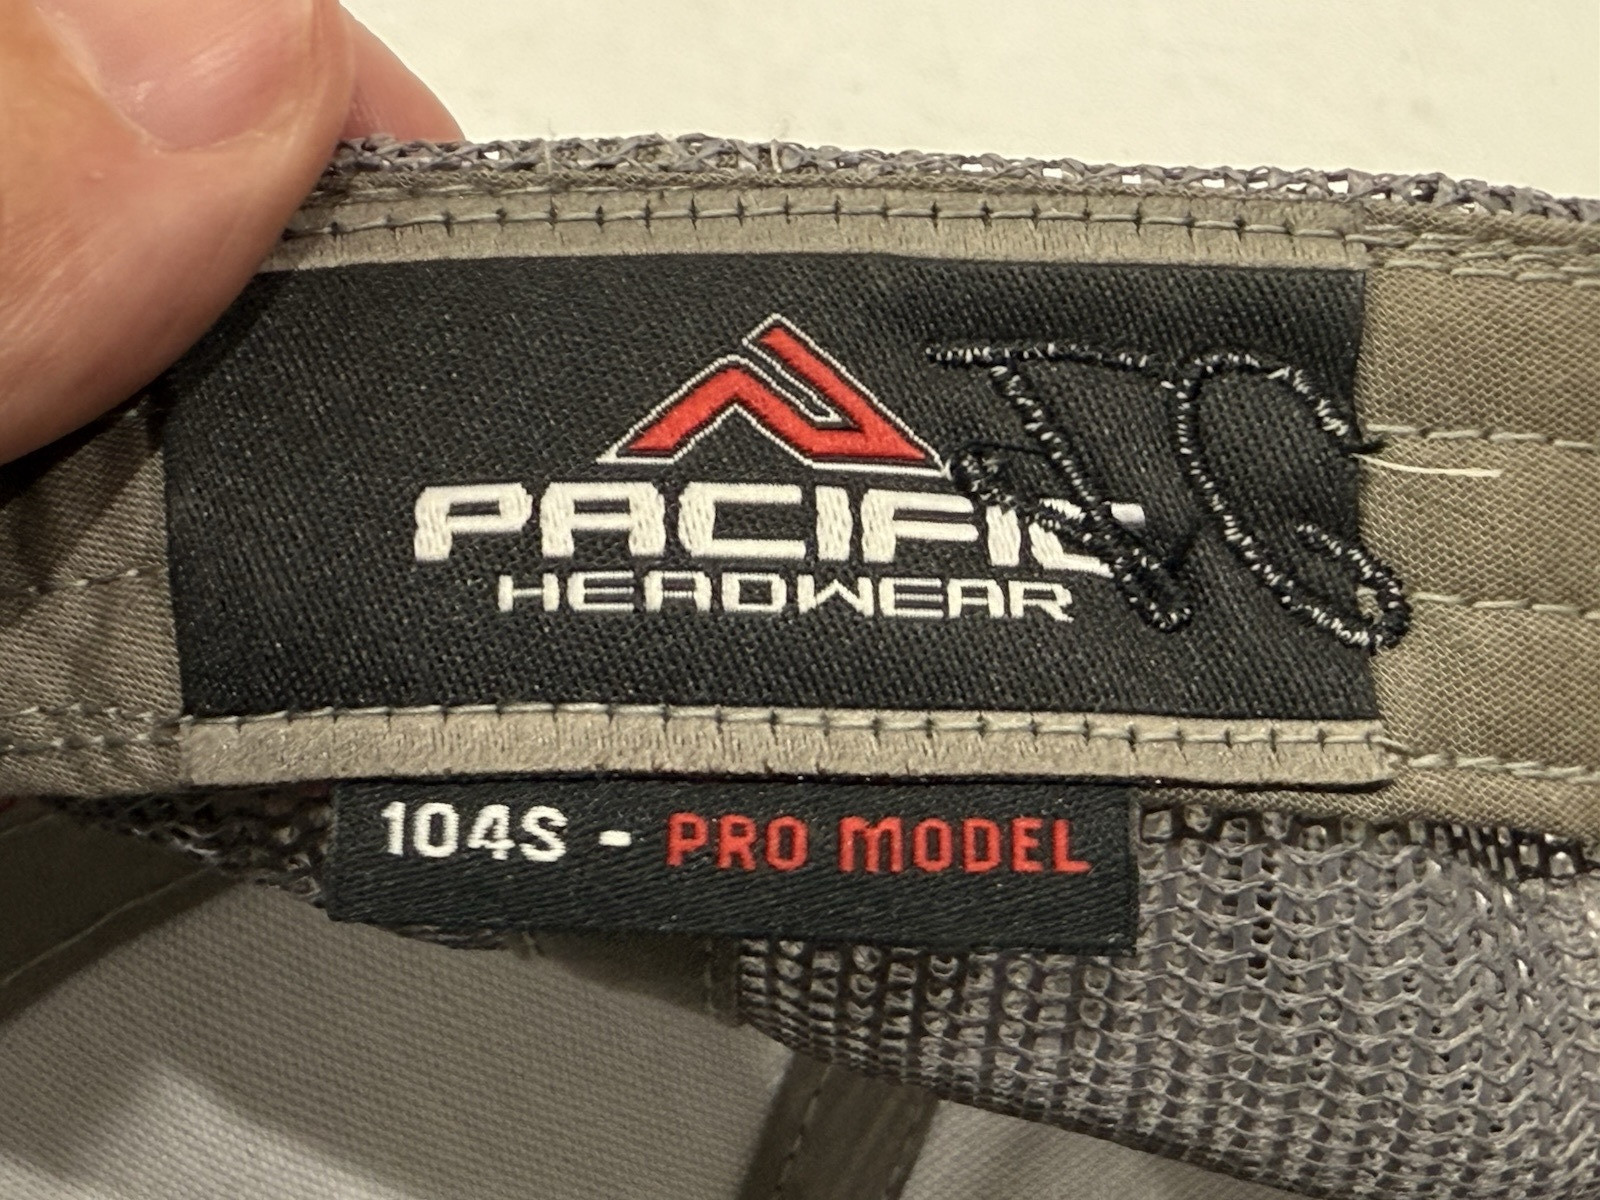 PACIFIC
HEADWEAR
104S - PRO MODEL